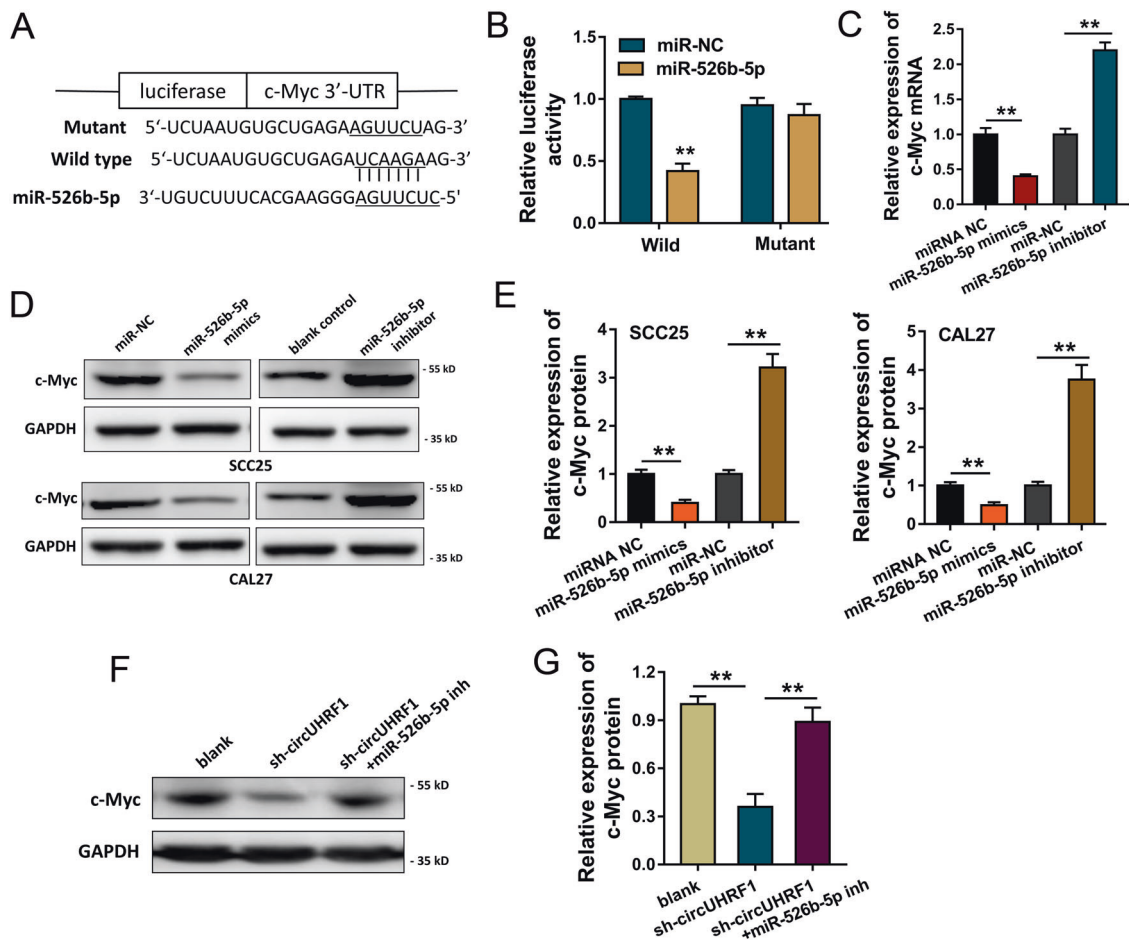 A
luciferase
c-Myc 3’-UTR
Mutant 5‘-UCUAAUGUGCUGAGAAGUUCUAG-3’
Wild type 5‘-UCUAAUGUGCUGAGAUCAAGAAG-3’
miR-526b-5p 3‘-UGUCUUUCACGAAGGGAGUUCUC-5'
B
Relative luciferase
activity
1.5
1.0
0.5
0.0
miR-NC
miR-526b-5p
**
Wild
Mutant
C
Relative expression of
c-Myc mRNA
2.5
2.0
1.5
1.0
0.5
0.0
**
**
miRNA NC
miR-526b-5p mimics
miR-NC
miR-526b-5p inhibitor
D
miR-NC
miR-526b-5p
mimics
blank control
miR-526b-5p
inhibitor
c-Myc
- 55 kD
GAPDH
- 35 kD
SCC25
c-Myc
- 55 kD
GAPDH
- 35 kD
CAL27
E
Relative expression of
c-Myc protein
SCC25
4
3
2
1
0
**
**
miRNA NC
miR-526b-5p mimics
miR-NC
miR-526b-5p inhibitor
Relative expression of
c-Myc protein
CAL27
5
4
3
2
1
0
**
**
miRNA NC
miR-526b-5p mimics
miR-NC
miR-526b-5p inhibitor
F
blank
sh-circUHRF1
sh-circUHRF1
+miR-526b-5p inh
c-Myc
- 55 kD
GAPDH
- 35 kD
G
Relative expression of
c-Myc protein
1.2
0.9
0.6
0.3
0.0
**
**
blank
sh-circUHRF1
sh-circUHRF1
+miR-526b-5p inh